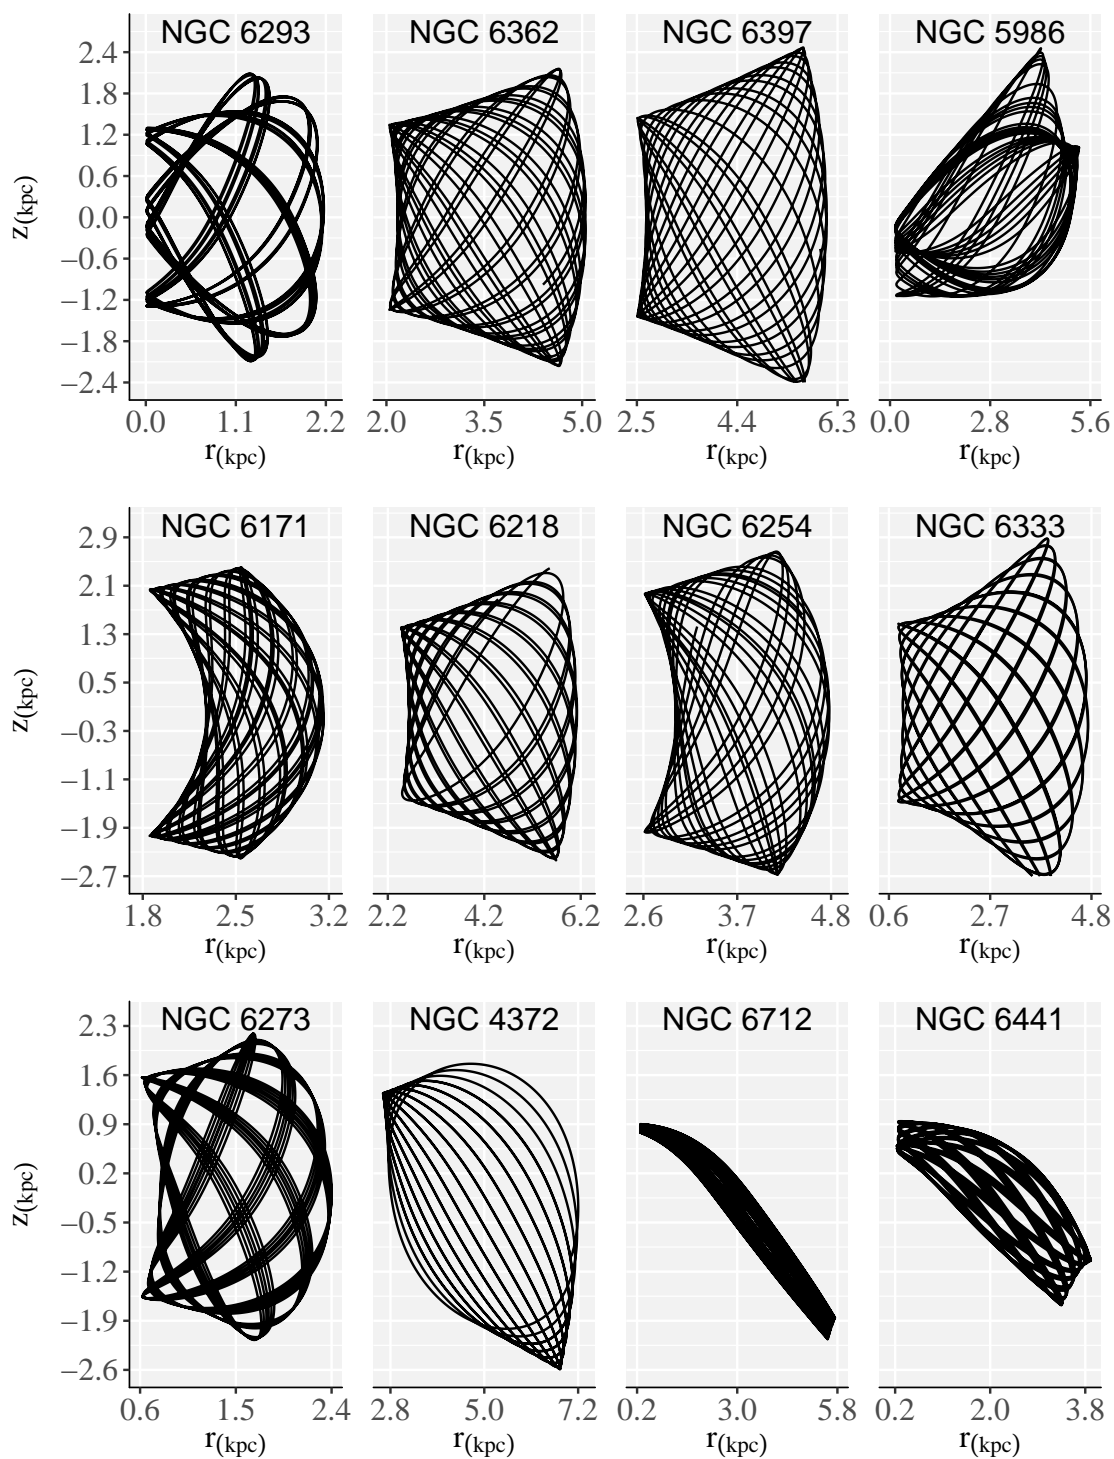 NGC 6293 NGC 6362 NGC 6397 NGC 5986
2.4
1.8
1.2
0.6
0.0
−0.6
−1.2
−1.8
−2.4
z(kpc)
0.0 1.1 2.2 2.0 3.5 5.0 2.5 4.4 6.3 0.0 2.8 5.6
r(kpc) r(kpc) r(kpc) r(kpc)
NGC 6171 NGC 6218 NGC 6254 NGC 6333
2.9
2.1
1.3
0.5
−0.3
−1.1
−1.9
−2.7
z(kpc)
1.8 2.5 3.2 2.2 4.2 6.2 2.6 3.7 4.8 0.6 2.7 4.8
r(kpc) r(kpc) r(kpc) r(kpc)
NGC 6273 NGC 4372 NGC 6712 NGC 6441
2.3
1.6
0.9
0.2
−0.5
−1.2
−1.9
−2.6
z(kpc)
0.6 1.5 2.4 2.8 5.0 7.2 0.2 3.0 5.8 0.2 2.0 3.8
r(kpc) r(kpc) r(kpc) r(kpc)